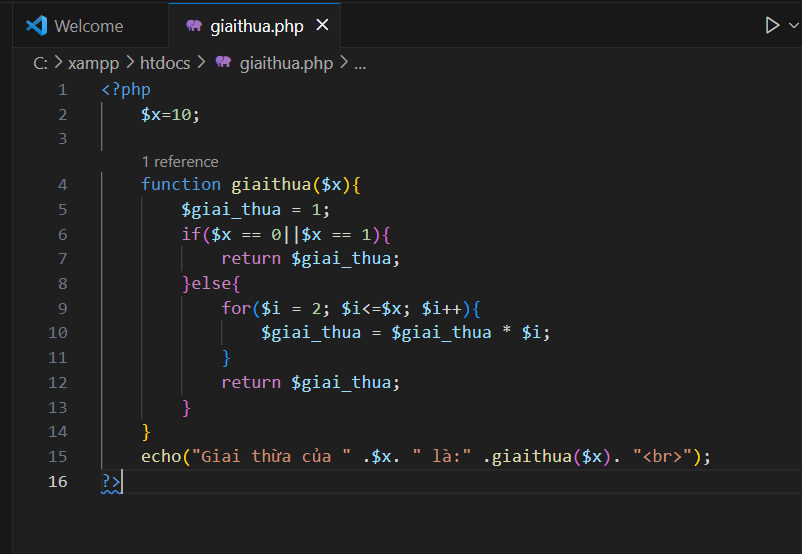 Welcome giaithua.php
C: > xampp > htdocs > giaithua.php > ...
1 <?php
2 $x=10;
3
1 reference
4 function giaithua($x){
5 $giai_thua = 1;
6 if($x == 0||$x == 1){
7 return $giai_thua;
8 }else{
9 for($i = 2; $i<=$x; $i++){
10 $giai_thua = $giai_thua * $i;
11 }
12 return $giai_thua;
13 }
14 }
15 echo("Giai thừa của " .$x. " là:" .giaithua($x). "<br>");
16 ?>